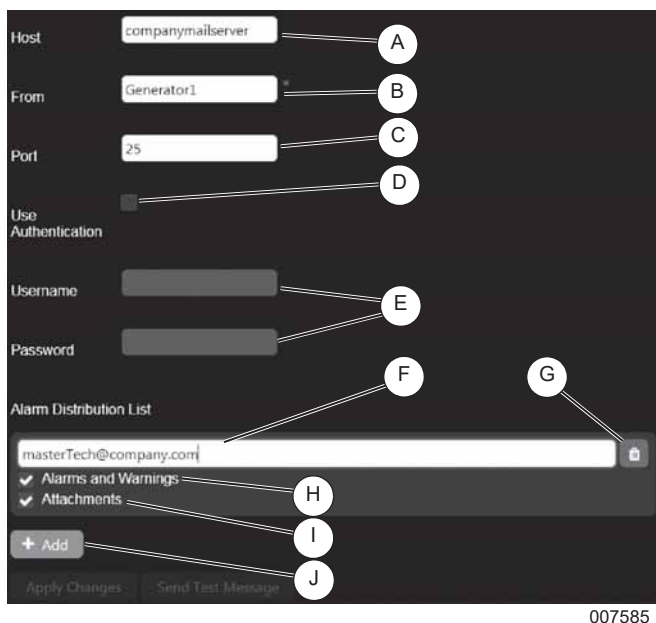 Host companymailserver A
From Generator1 * B
Port 25 C
D
Use
Authentication
Username
E
Password
F G
Alarm Distribution List
masterTech@company.com
Alarms and Warnings H
Attachments I
+ Add J
Apply Changes Send Test Message
007585